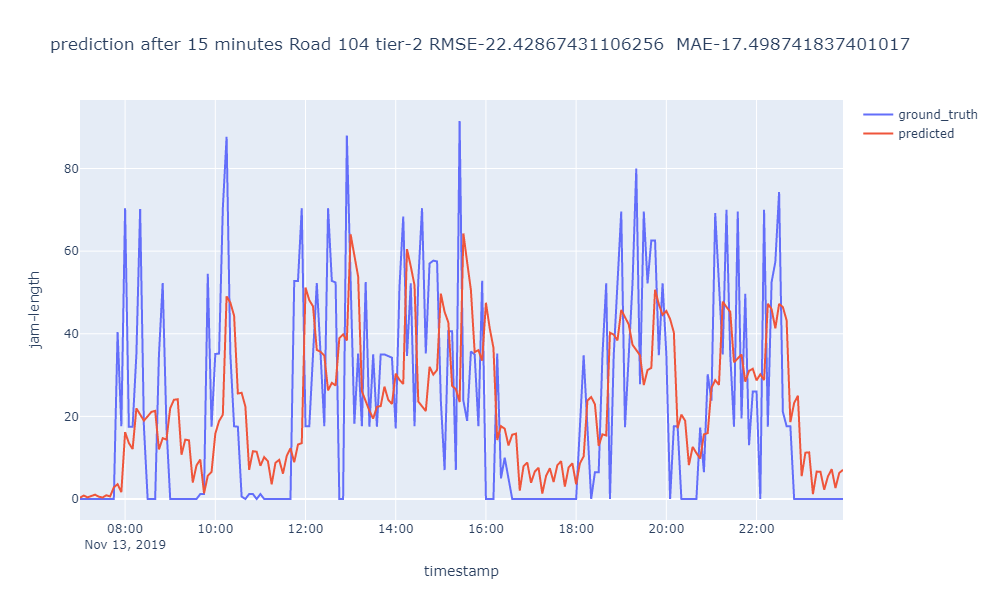 prediction after 15 minutes Road 104 tier-2 RMSE-22.42867431106256  MAE-17.498741837401017
ground_truth
predicted
jam-length
80
60
40
20
0
08:00 10:00 12:00 14:00 16:00 18:00 20:00 22:00
Nov 13, 2019
timestamp